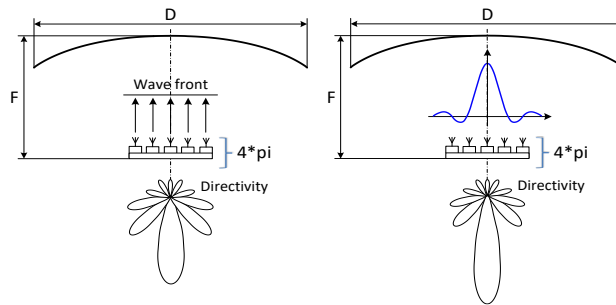 D
F
Wave front
4*pi
Directivity
D
F
4*pi
Directivity